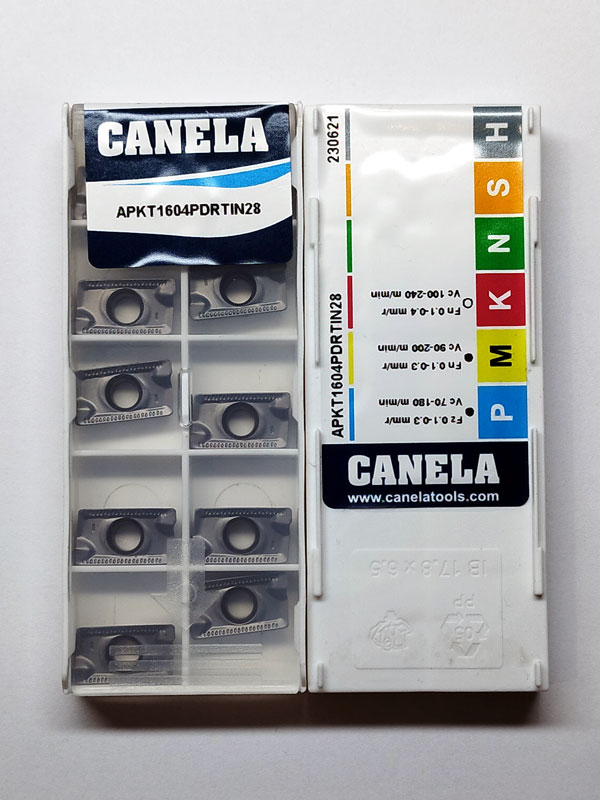 CANELA
APKT1604PDRTIN28
230621
APKT1604PDRTIN28
H
S
N
K
M
P
Vc 100-240 m/min
Fn 0.1-0.4 mm/r
Vc 90-200 m/min
Fn 0.1-0.3 mm/r
Vc 70-180 m/min
Fz 0.1-0.3 mm/r
CANELA
www.canelatools.com
IB 17,8 x 6,5
PP
05